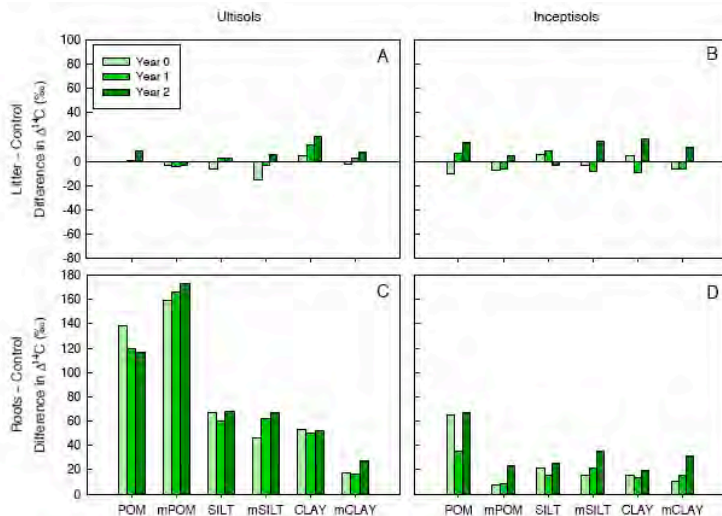 Ultisols
Inceptisols
100
80
60
40
20
0
-20
-40
-60
-80
Litter – Control
Difference in Δ¹⁴C (‰)
Year 0
Year 1
Year 2
A
B
180
160
140
120
100
80
60
40
20
0
Roots – Control
Difference in Δ¹⁴C (‰)
C
D
POM mPOM SILT mSILT CLAY mCLAY
POM mPOM SILT mSILT CLAY mCLAY